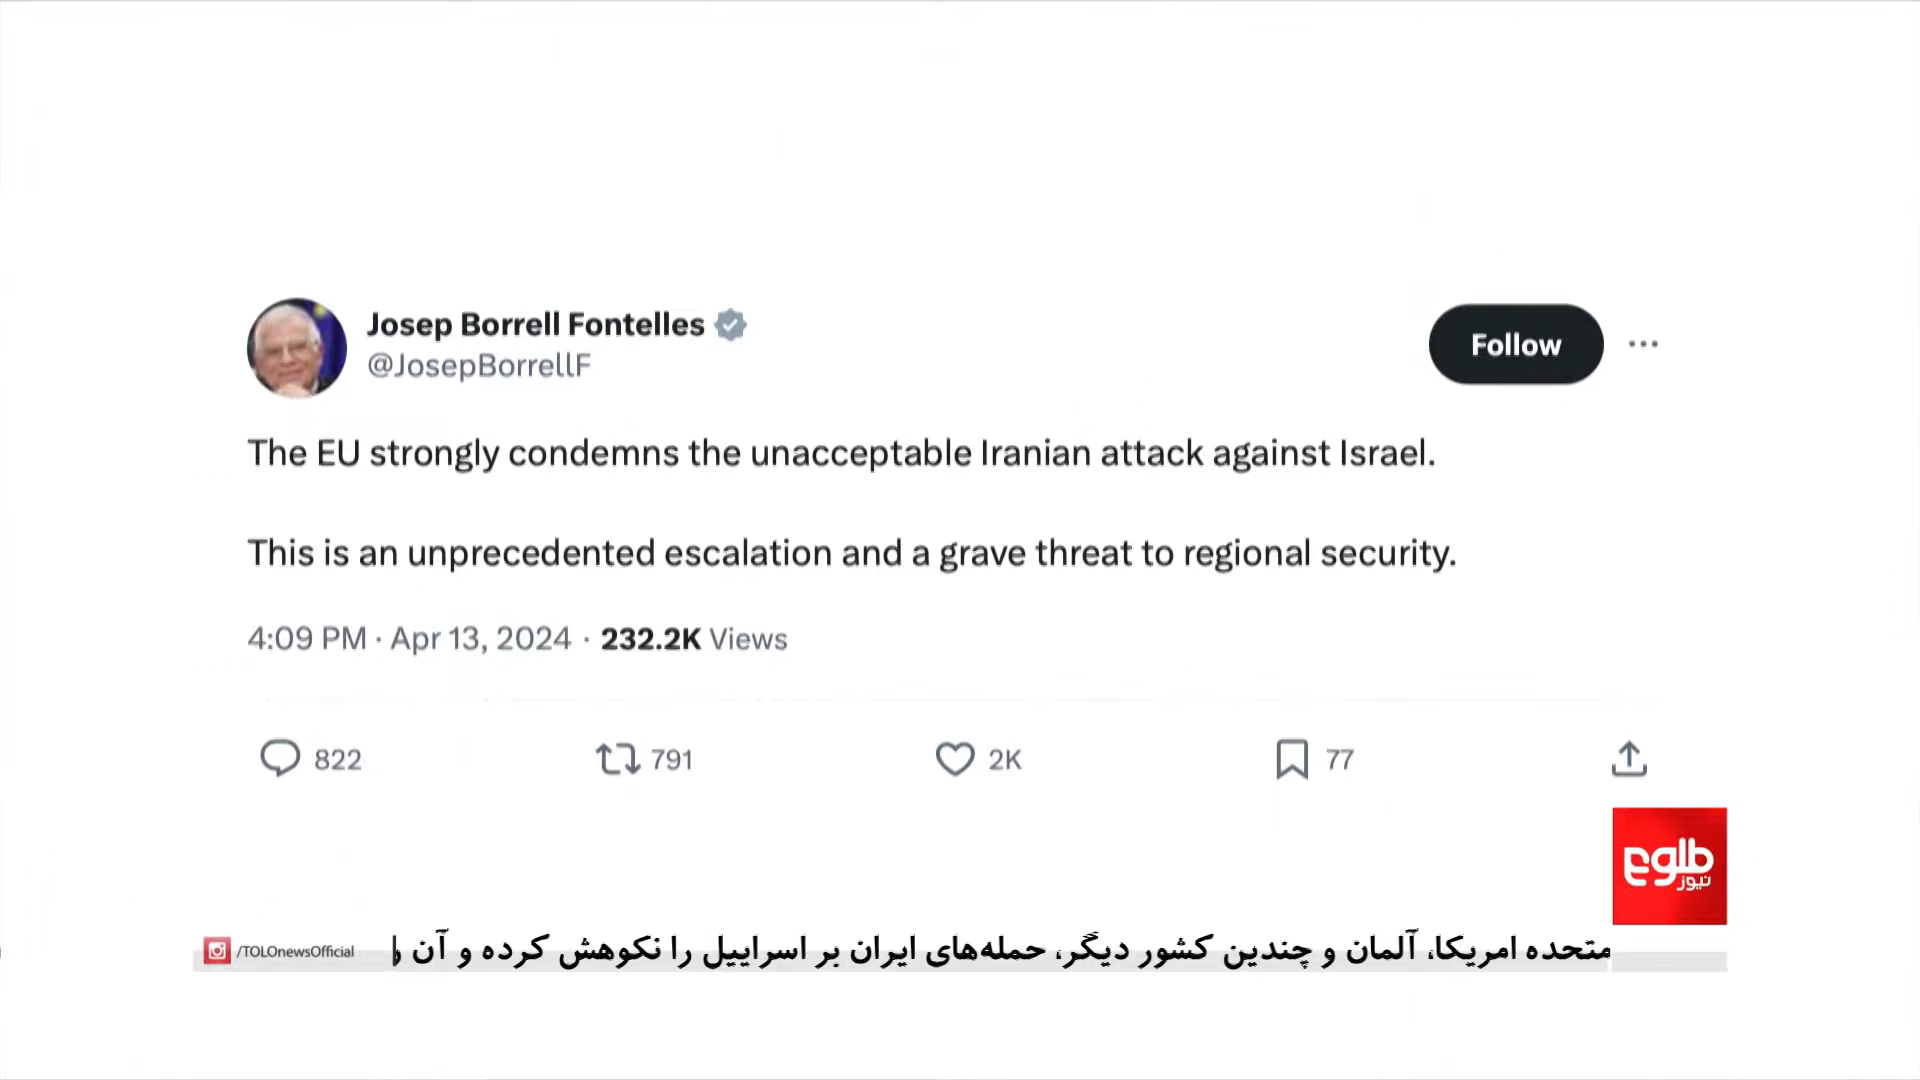 Josep Borrell Fontelles
@JosepBorrellF
Follow
The EU strongly condemns the unacceptable Iranian attack against Israel.
This is an unprecedented escalation and a grave threat to regional security.
4:09 PM · Apr 13, 2024 · 232.2K Views
822 791 2K 77
طلوع
نیوز
/TOLOnewsOfficial
متحده امریکا، آلمان و چندین کشور دیگر، حمله‌های ایران بر اسراییل را نکوهش کرده و آن